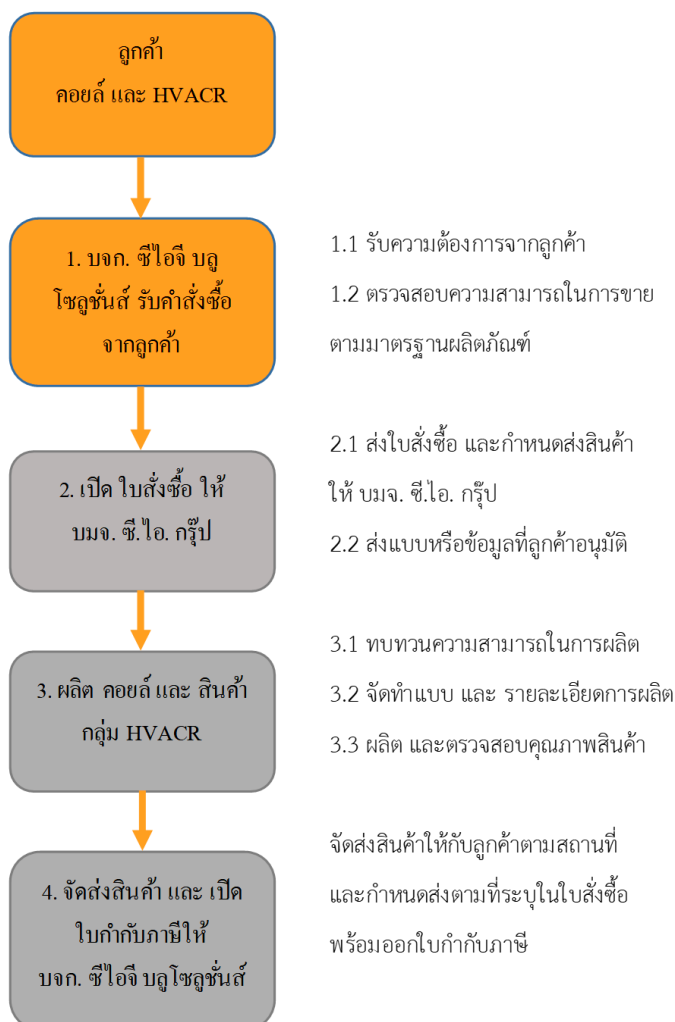 ลูกค้า
คอยล์ และ HVACR
1. บจก. ซีไอจี บลู
โซลูชั่นส์ รับคำสั่งซื้อ
จากลูกค้า
1.1 รับความต้องการจากลูกค้า
1.2 ตรวจสอบความสามารถในการขาย
ตามมาตรฐานผลิตภัณฑ์
2. เปิด ใบสั่งซื้อ ให้
บมจ. ซี.ไอ. กรุ๊ป
2.1 ส่งใบสั่งซื้อ และกำหนดส่งสินค้า
ให้ บมจ. ซี.ไอ. กรุ๊ป
2.2 ส่งแบบหรือข้อมูลที่ลูกค้าอนุมัติ
3. ผลิต คอยล์ และ สินค้า
กลุ่ม HVACR
3.1 ทบทวนความสามารถในการผลิต
3.2 จัดทำแบบ และ รายละเอียดการผลิต
3.3 ผลิต และตรวจสอบคุณภาพสินค้า
4. จัดส่งสินค้า และ เปิด
ใบกำกับภาษีให้
บจก. ซีไอจี บลูโซลูชั่นส์
จัดส่งสินค้าให้กับลูกค้าตามสถานที่
และกำหนดส่งตามที่ระบุในใบสั่งซื้อ
พร้อมออกใบกำกับภาษี